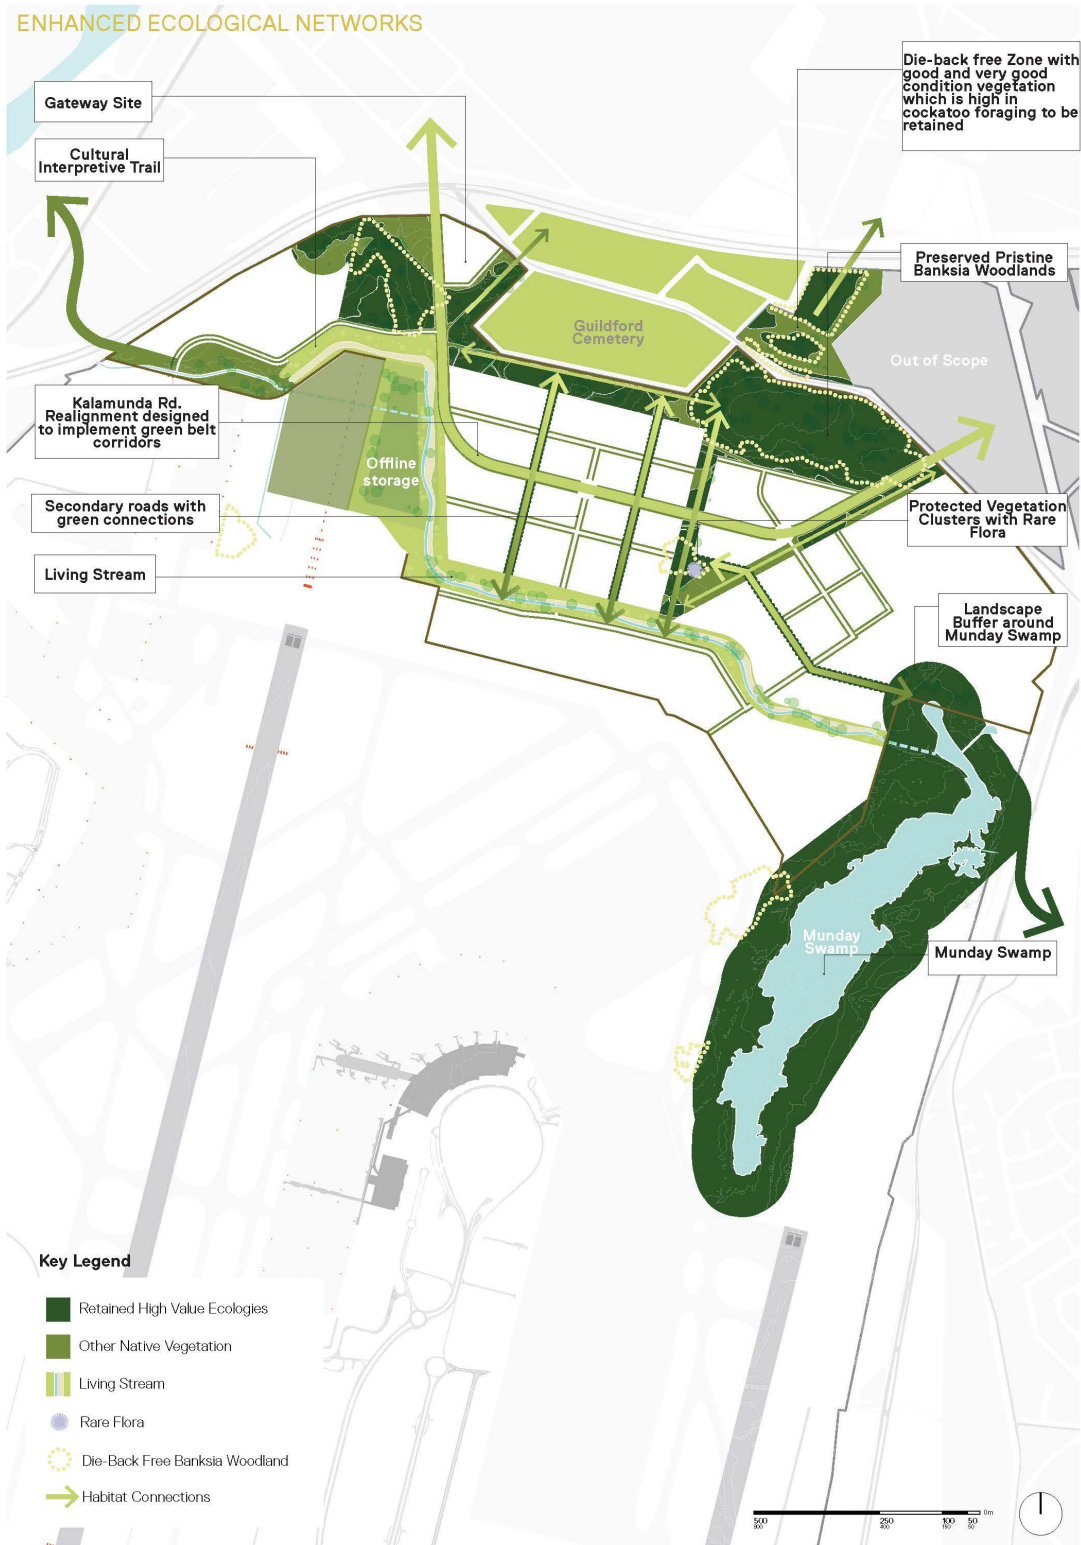 ENHANCED ECOLOGICAL NETWORKS
Gateway Site
Cultural
Interpretive Trail
Die-back free Zone with
good and very good
condition vegetation
which is high in
cockatoo foraging to be
retained
Preserved Pristine
Banksia Woodlands
Guildford
Cemetery
Out of Scope
Kalamunda Rd.
Realignment designed
to implement green belt
corridors
Offline
storage
Secondary roads with
green connections
Protected Vegetation
Clusters with Rare
Flora
Living Stream
Landscape
Buffer around
Munday Swamp
Munday
Swamp
Munday Swamp
Key Legend
Retained High Value Ecologies
Other Native Vegetation
Living Stream
Rare Flora
Die-Back Free Banksia Woodland
Habitat Connections
0m
500 250 100 50